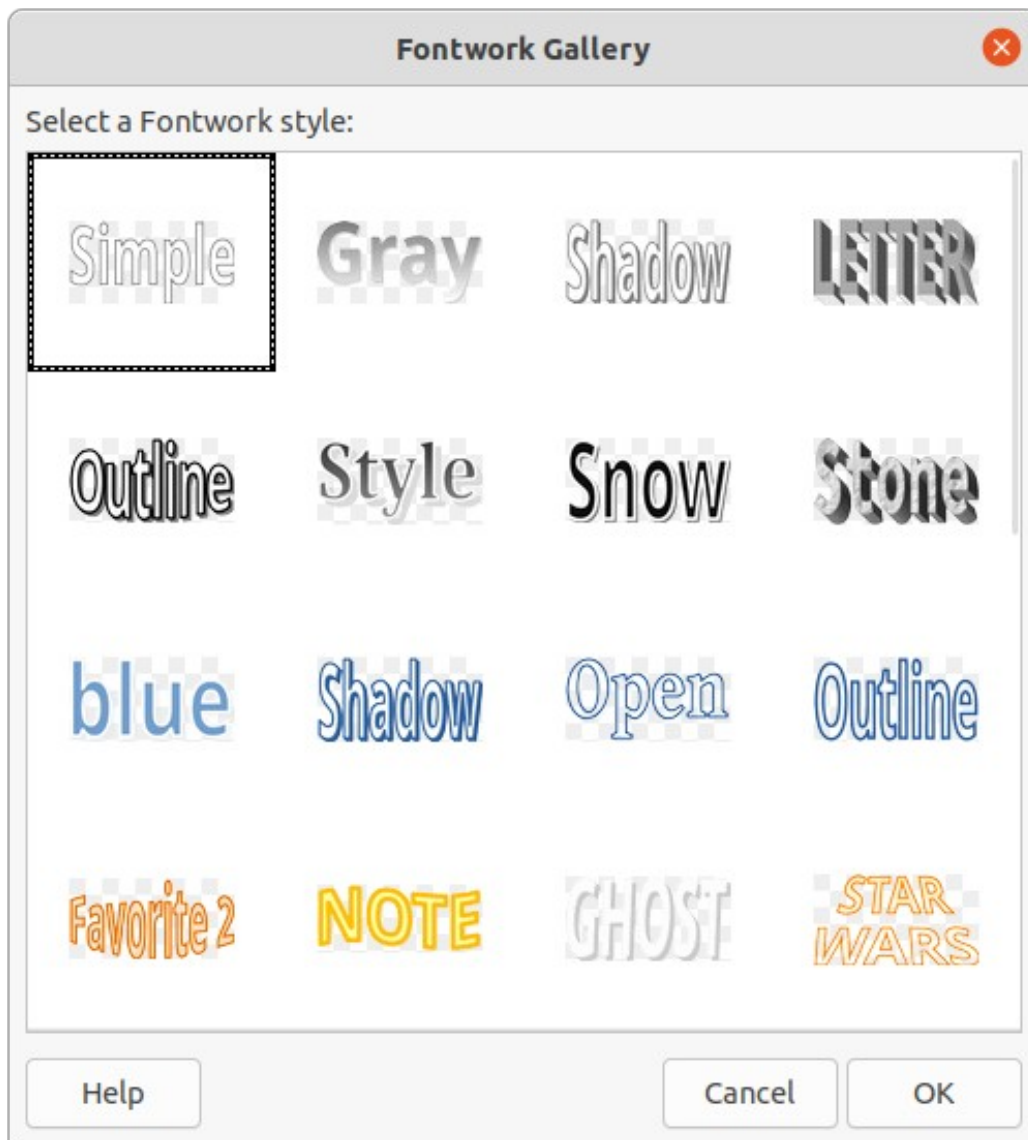 Fontwork Gallery
Select a Fontwork style:
Simple Gray Shadow LETTER
Outline Style Snow Stone
blue Shadow Open Outline
Favorite 2 NOTE GHOST STAR WARS
Help Cancel OK